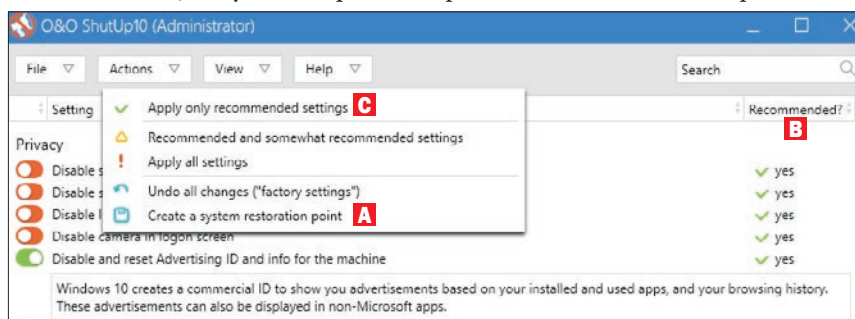 O&O ShutUp10 (Administrator)
File Actions View Help Search
Setting Recommended?
Apply only recommended settings C
B
Recommended and somewhat recommended settings
Privacy
Apply all settings
Disable s yes
Undo all changes ("factory settings")
Disable s yes
Create a system restoration point A
Disable l yes
Disable camera in logon screen yes
Disable and reset Advertising ID and info for the machine yes
Windows 10 creates a commercial ID to show you advertisements based on your installed and used apps, and your browsing history.
These advertisements can also be displayed in non-Microsoft apps.